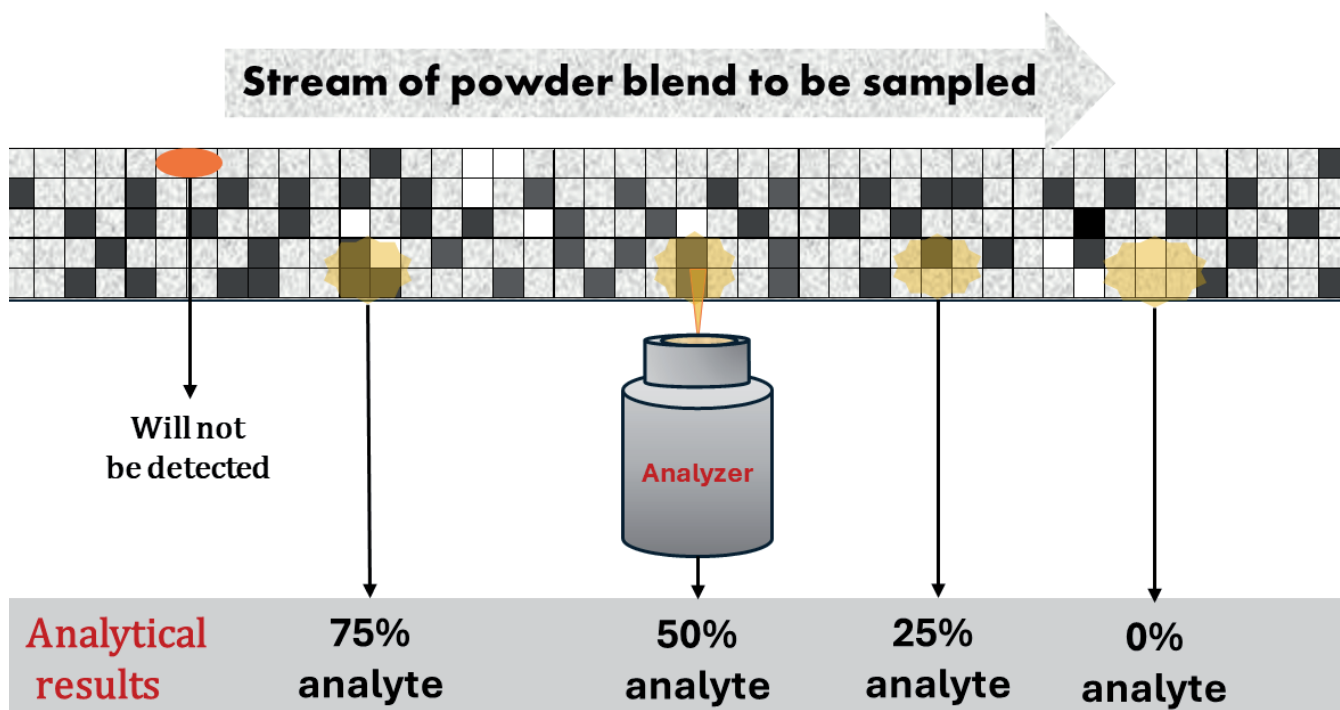 Stream of powder blend to be sampled
Will not
be detected
Analyzer
Analytical
results
75%
analyte
50%
analyte
25%
analyte
0%
analyte